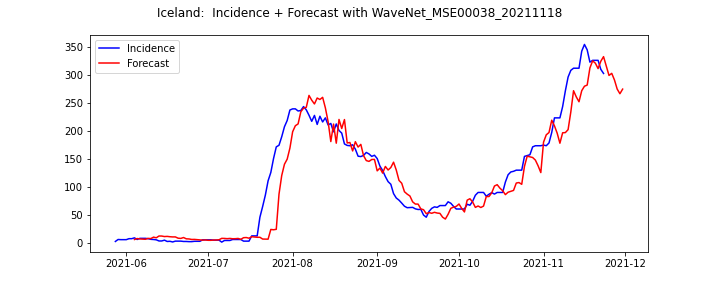 Iceland:  Incidence + Forecast with WaveNet_MSE00038_20211118
Incidence
Forecast
350
300
250
200
150
100
50
0
2021-06 2021-07 2021-08 2021-09 2021-10 2021-11 2021-12